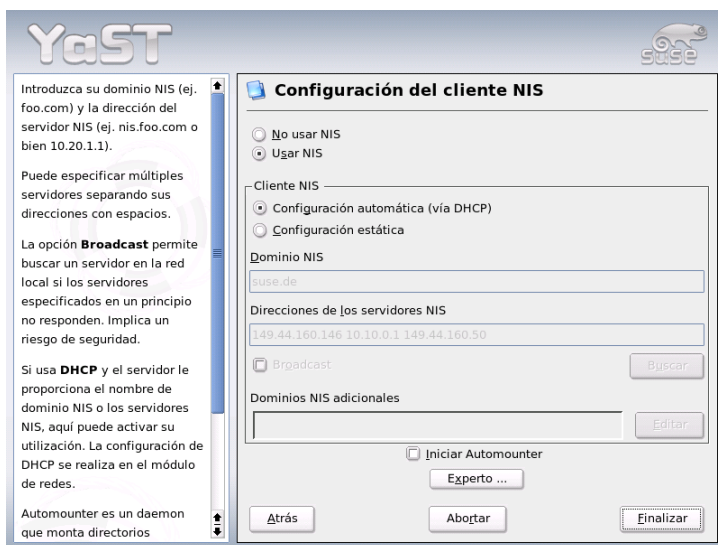 YaST
SUSE
Introduzca su dominio NIS (ej.
foo.com) y la dirección del
servidor NIS (ej. nis.foo.com o
bien 10.20.1.1).
Puede especificar múltiples
servidores separando sus
direcciones con espacios.
La opción Broadcast permite
buscar un servidor en la red
local si los servidores
especificados en un principio
no responden. Implica un
riesgo de seguridad.
Si usa DHCP y el servidor le
proporciona el nombre de
dominio NIS o los servidores
NIS, aquí puede activar su
utilización. La configuración de
DHCP se realiza en el módulo
de redes.
Automounter es un daemon
que monta directorios
Configuración del cliente NIS
No usar NIS
Usar NIS
Cliente NIS
Configuración automática (vía DHCP)
Configuración estática
Dominio NIS
suse.de
Direcciones de los servidores NIS
149.44.160.146 10.10.0.1 149.44.160.50
Broadcast
Buscar
Dominios NIS adicionales
Editar
Iniciar Automounter
Experto ...
Atrás
Abortar
Finalizar